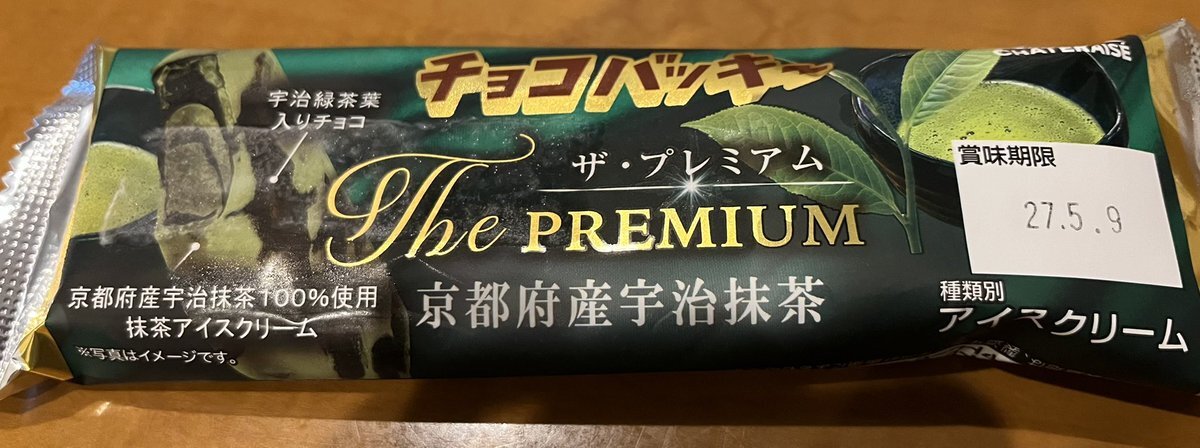 チョコバッキー
CHATERAISÉ
宇治緑茶葉
入りチョコ
ザ・プレミアム
The PREMIUM
京都府産宇治抹茶
京都府産宇治抹茶100%使用
抹茶アイスクリーム
※写真はイメージです。
賞味期限
27.5.9
種類別
アイスクリーム